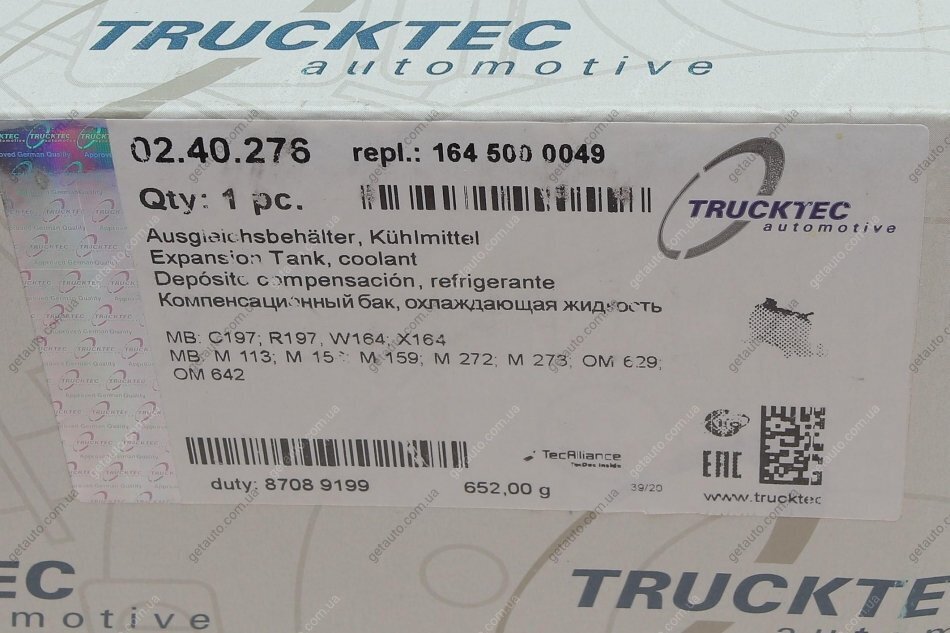 TRUCKTEC
automotive
02.40.276 repl.: 164 500 0049
Qty: 1 pc.
TRUCKTEC
automotive
Ausgleichsbehälter, Kühlmittel
Expansion Tank, coolant
Depósito compensación, refrigerante
Компенсационный бак, охлаждающая жидкость
MB: C197; R197, W164; X164
MB: M 113; M 159; M 272; M 273; OM 629;
OM 642
TecAlliance
TecDoc Inside
EAC
duty: 8708 9199 652,00 g 39/20
www.trucktec
TEC
automotive
TRUCKTEC